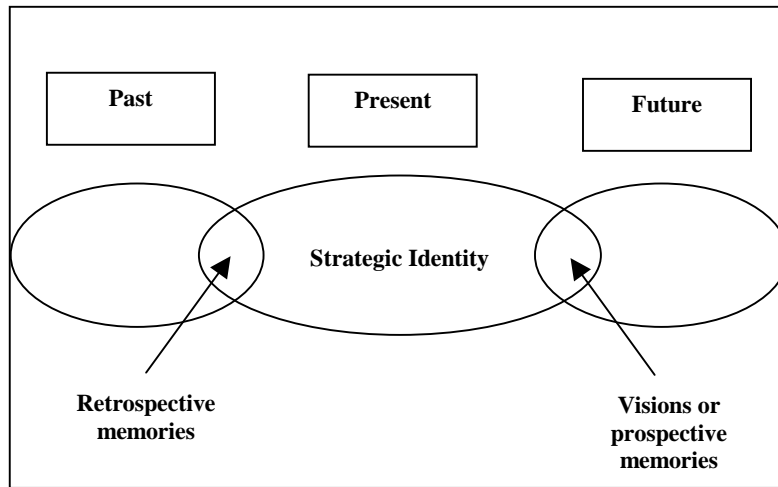 Past
Present
Future
Strategic Identity
Retrospective
memories
Visions or
prospective
memories